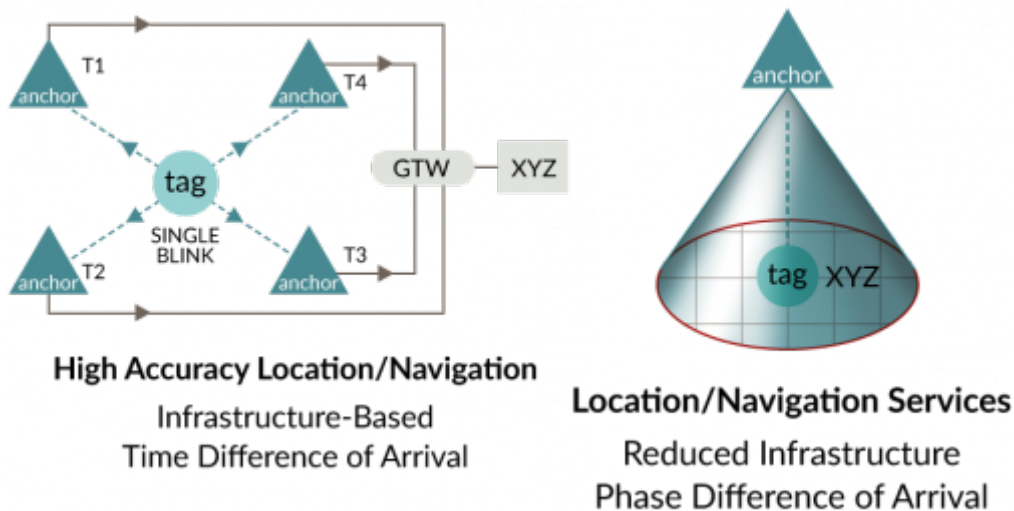 T1
anchor
T4
anchor
tag
GTW
XYZ
SINGLE
BLINK
T2
anchor
T3
anchor
High Accuracy Location/Navigation
Infrastructure-Based
Time Difference of Arrival
anchor
tag XYZ
Location/Navigation Services
Reduced Infrastructure
Phase Difference of Arrival